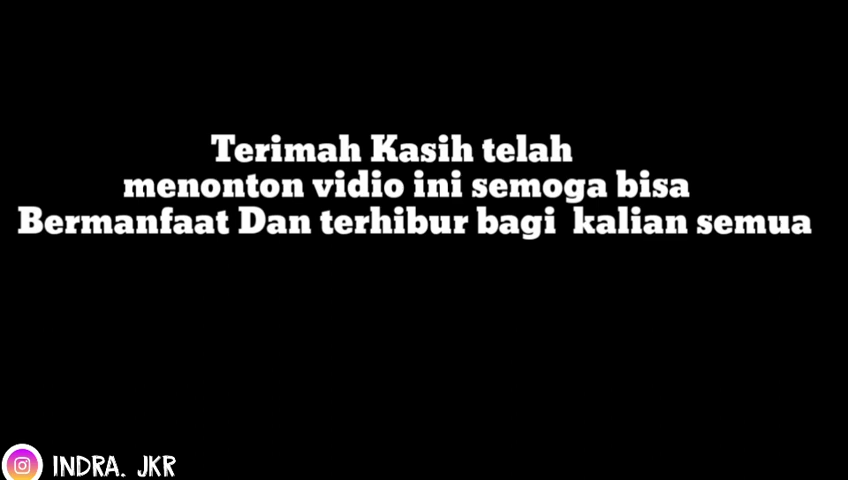 Terimah Kasih telah
menonton vidio ini semoga bisa
Bermanfaat Dan terhibur bagi kalian semua
INDRA. JKR